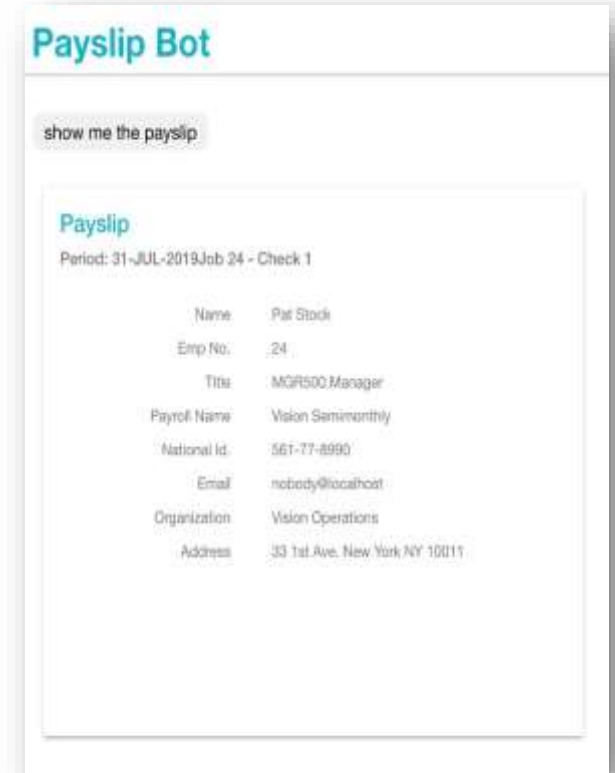 Payslip Bot
show me the payslip
Payslip
Period: 31-JUL-2019Job 24 - Check 1
Name Pat Stock
Emp No. 24
Title MGR500.Manager
Payroll Name Vision Semimonthly
National Id. 561-77-8990
Email nobody@localhost
Organization Vision Operations
Address 33 1st Ave. New York NY 10011